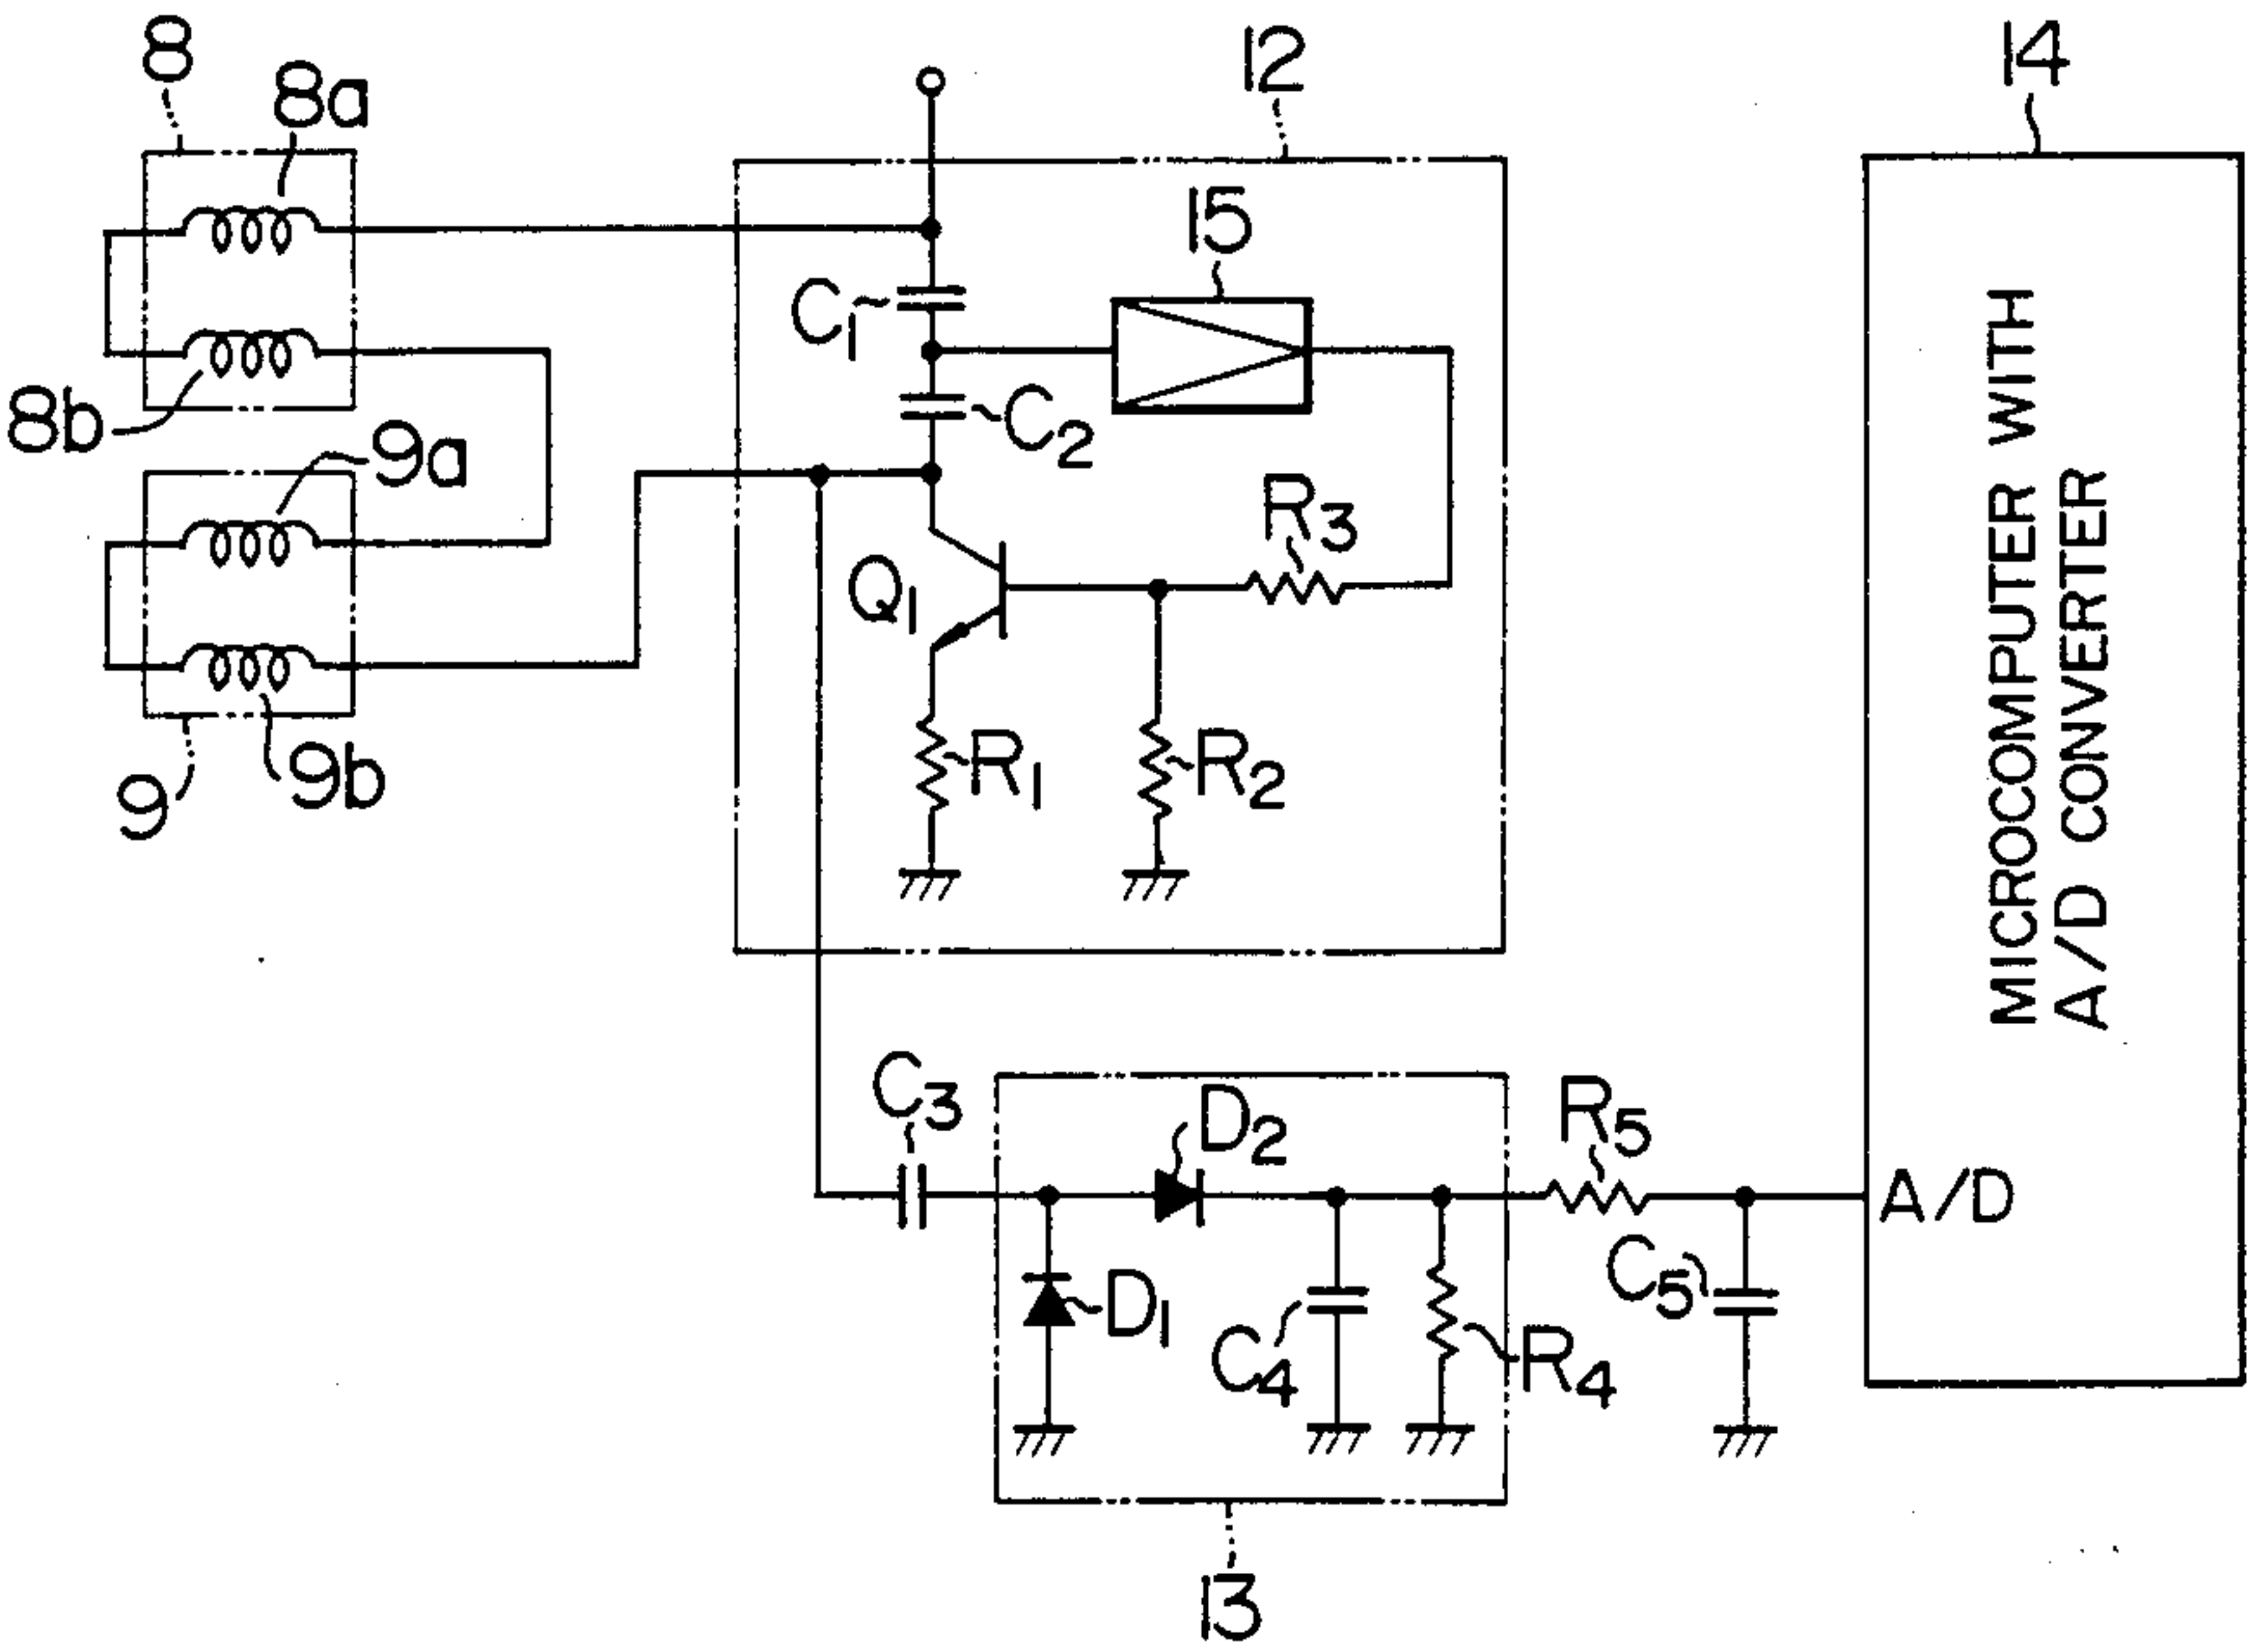 8
8a
12
14
15
C1
8b
C2
9a
R3
Q1
9b
9
R1
R2
MICROCOMPUTER WITH
A/D CONVERTER
C3
D2
R5
A/D
D1
C5
C4
R4
13